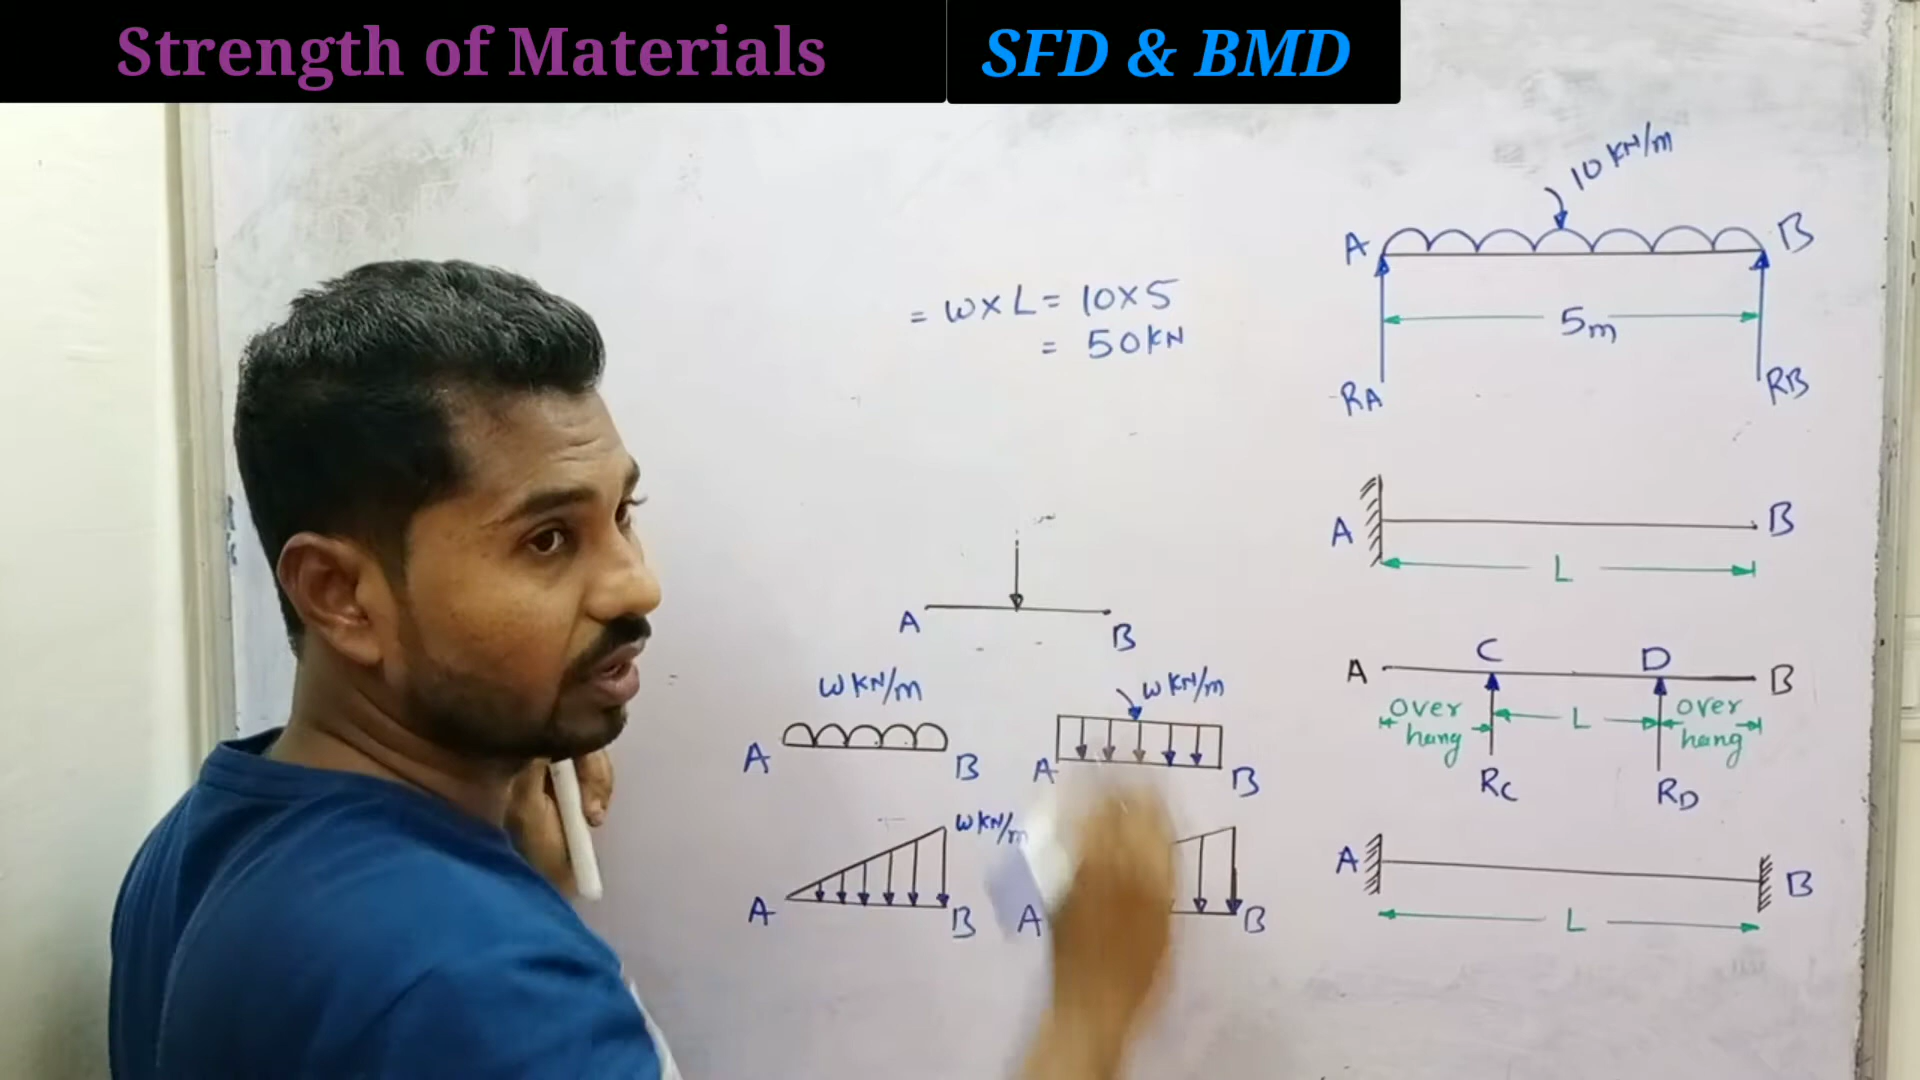 Strength of Materials
SFD & BMD
= W X L = 10 X 5
= 50 KN
A B
W KN/m
A B
W KN/m
A B
W KN/m
A B
A B
10 KN/m
A B
5m
RA RB
A B
L
C D
A B
over hang
L
over hang
RC RD
A B
L